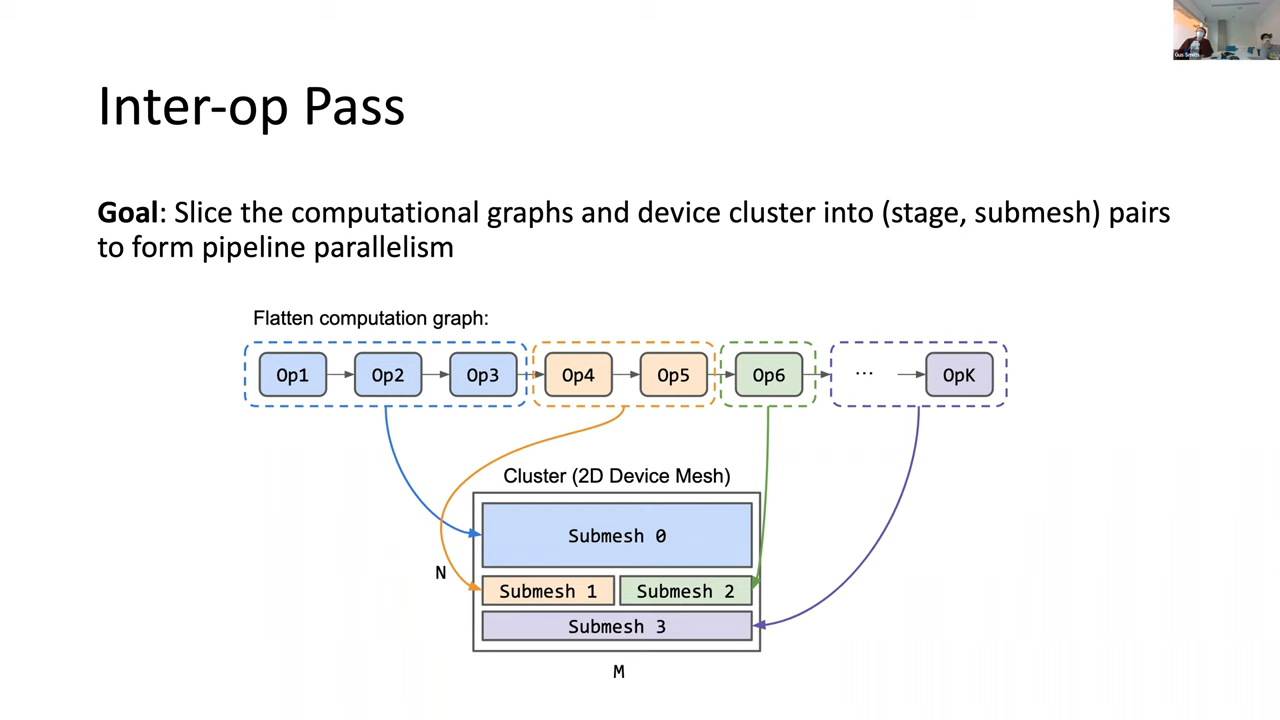 Gus Smith
Inter-op Pass
Goal: Slice the computational graphs and device cluster into (stage, submesh) pairs
to form pipeline parallelism
Flatten computation graph:
Op1 Op2 Op3 Op4 Op5 Op6 ... OpK
Cluster (2D Device Mesh)
Submesh 0
N
Submesh 1 Submesh 2
Submesh 3
M